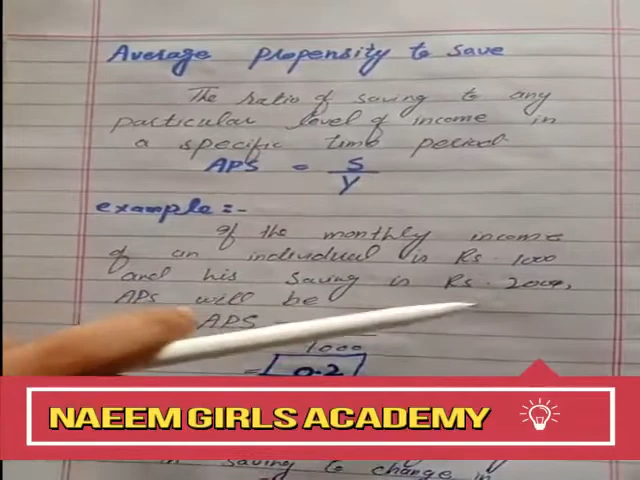 Average Propensity to save
The ratio of saving to any
particular level of income in
a specific time period.
APS = S
Y
example :-
If the monthly income
of an individual is Rs. 1000
and his saving is Rs. 200,
APS will be
APS
1000
= 0.2
NAEEM GIRLS ACADEMY
in saving to change in